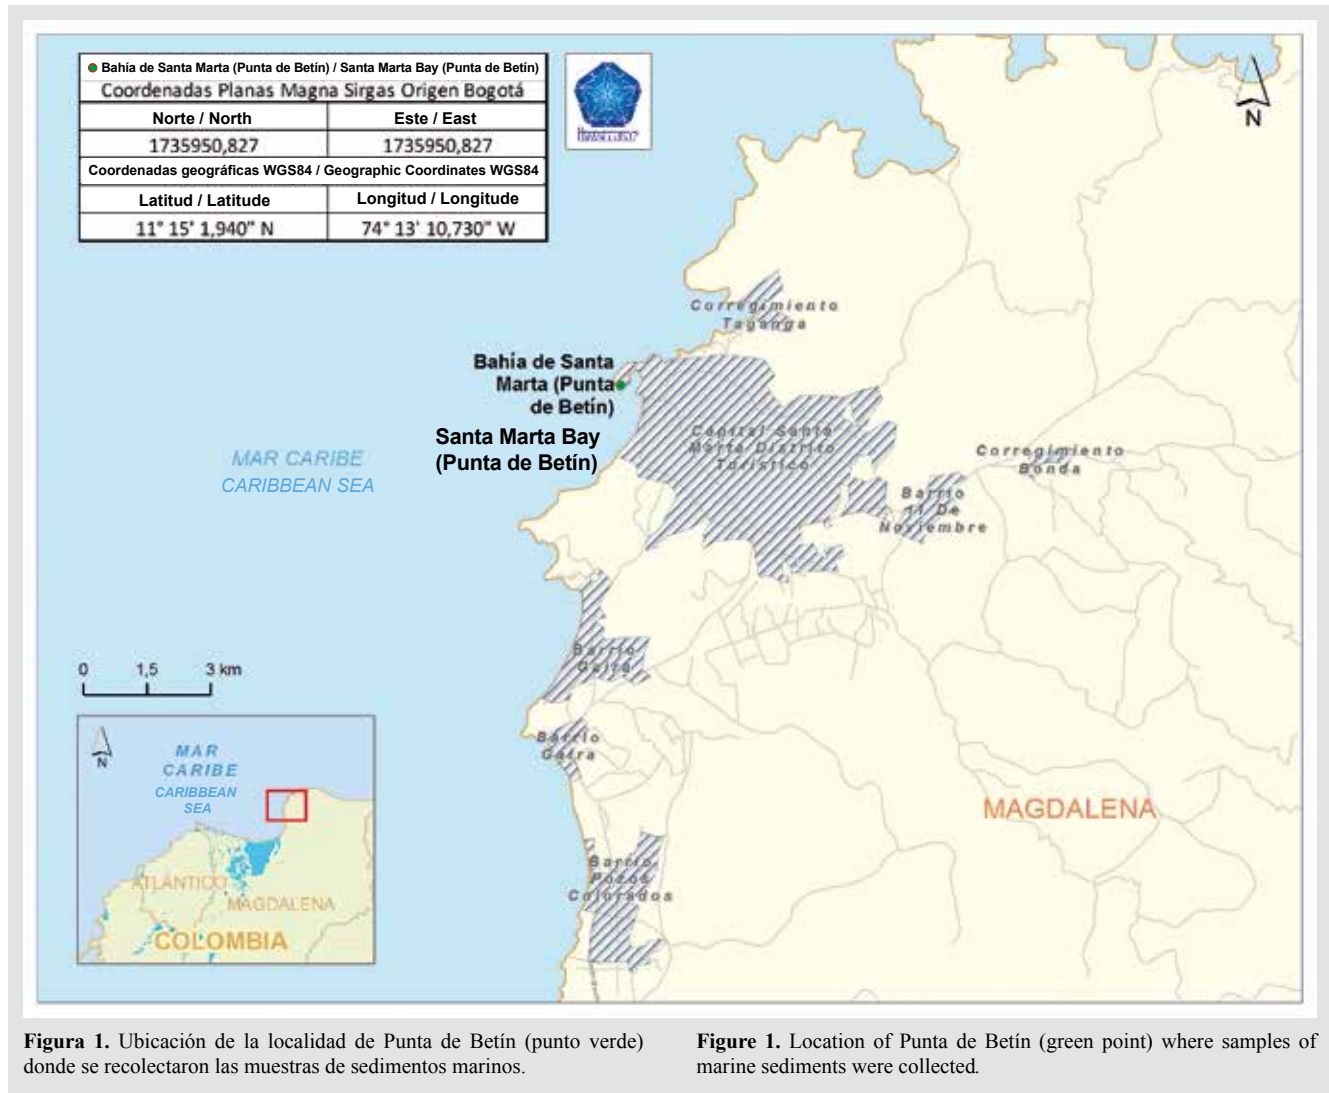 Bahía de Santa Marta (Punta de Betín) / Santa Marta Bay (Punta de Betín)
Coordenadas Planas Magna Sirgas Origen Bogotá
Norte / North Este / East
1735950,827 1735950,827
Coordenadas geográficas WGS84 / Geographic Coordinates WGS84
Latitud / Latitude Longitud / Longitude
11° 15' 1,940" N 74° 13' 10,730" W
N
Corregimiento
Taganga
Bahía de Santa
Marta (Punta
de Betín)
Santa Marta Bay
(Punta de Betín)
Capital Santa
Marta Distrito
Turístico
MAR CARIBE
CARIBBEAN SEA
Corregimiento
Bonda
Barrio
11 De
Noviembre
Barrio
Gaira
0 1,5 3 km
Barrio
Gaira
N
MAR
CARIBE
CARIBBEAN
SEA
ATLÁNTICO
MAGDALENA
COLOMBIA
MAGDALENA
Barrio
Pozos
Colorados
Figura 1. Ubicación de la localidad de Punta de Betín (punto verde)
donde se recolectaron las muestras de sedimentos marinos.
Figure 1. Location of Punta de Betín (green point) where samples of
marine sediments were collected.